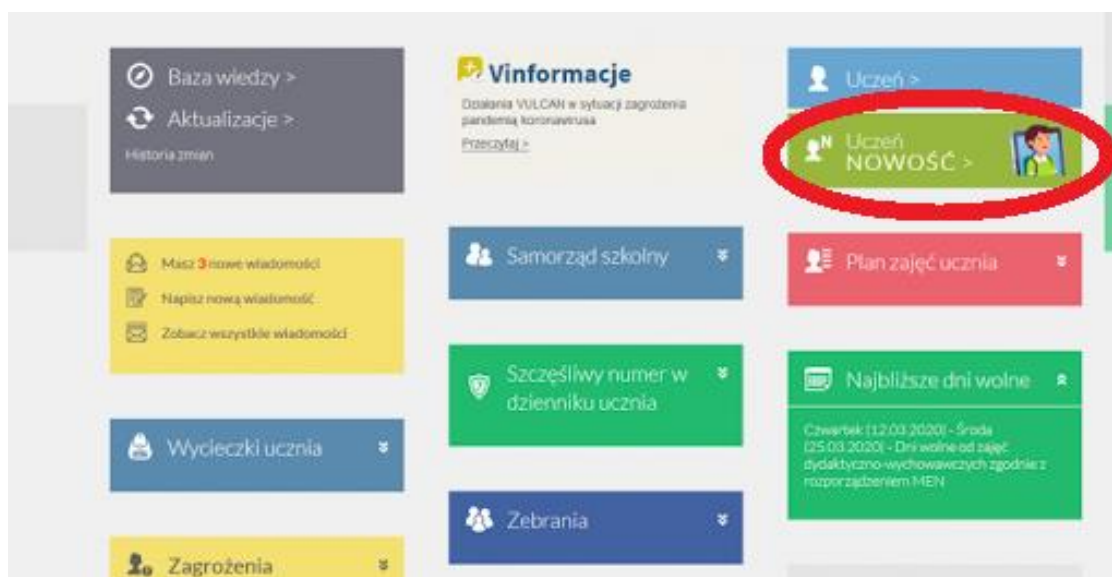 Baza wiedzy >
Aktualizacje >
Historia zmian
Vinformacje
Działania VULCAN w sytuacji zagrożenia
pandemią koronawirusa
Przeczytaj >
Uczeń >
N Uczeń
NOWOŚĆ >
Masz 3 nowe wiadomości
Napisz nową wiadomość
Zobacz wszystkie wiadomości
Samorząd szkolny
Plan zajęć ucznia
Szczęśliwy numer w
dzienniku ucznia
Najbliższe dni wolne
Czwartek (12.03.2020) - Środa
(25.03.2020) - Dni wolne od zajęć
dydaktyczno-wychowawczych zgodnie z
rozporządzeniem MEN
Wycieczki ucznia
Zebrania
Zagrożenia